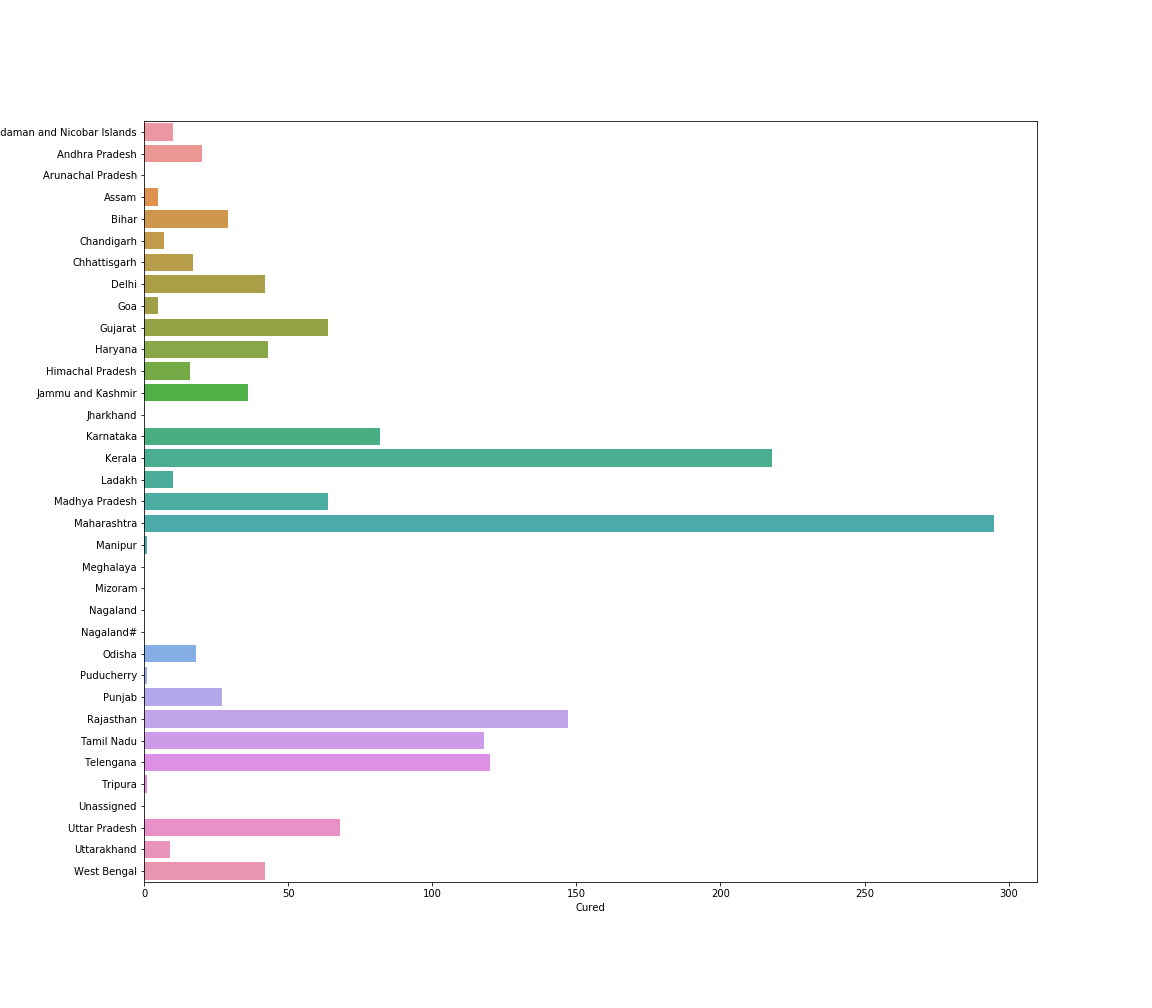 daman and Nicobar Islands
Andhra Pradesh
Arunachal Pradesh
Assam
Bihar
Chandigarh
Chhattisgarh
Delhi
Goa
Gujarat
Haryana
Himachal Pradesh
Jammu and Kashmir
Jharkhand
Karnataka
Kerala
Ladakh
Madhya Pradesh
Maharashtra
Manipur
Meghalaya
Mizoram
Nagaland
Nagaland#
Odisha
Puducherry
Punjab
Rajasthan
Tamil Nadu
Telengana
Tripura
Unassigned
Uttar Pradesh
Uttarakhand
West Bengal
0 50 100 150 200 250 300
Cured